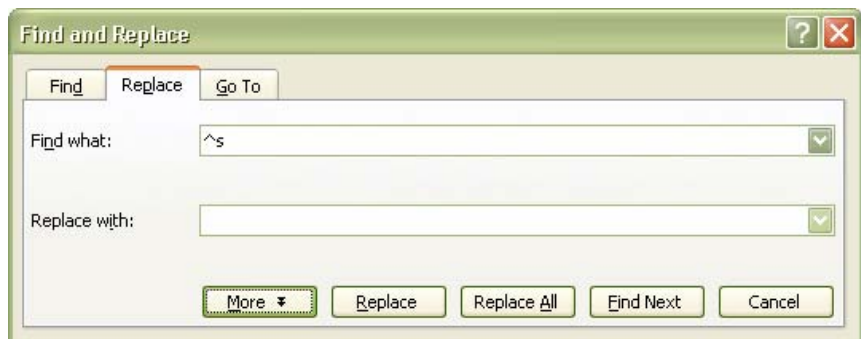 Find and Replace
Find Replace Go To
Find what: ^s
Replace with:
More Replace Replace All Find Next Cancel